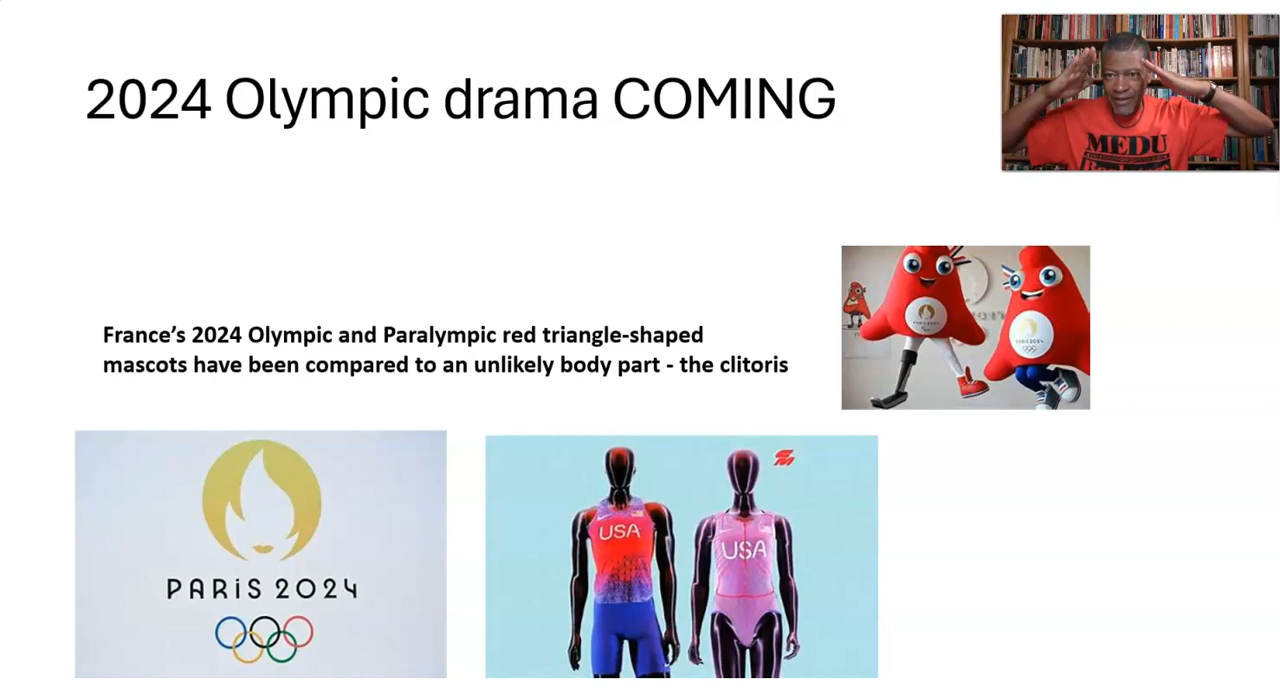 2024 Olympic drama COMING
MEDU
France’s 2024 Olympic and Paralympic red triangle-shaped
mascots have been compared to an unlikely body part - the clitoris
PARIS 2024
USA
USA